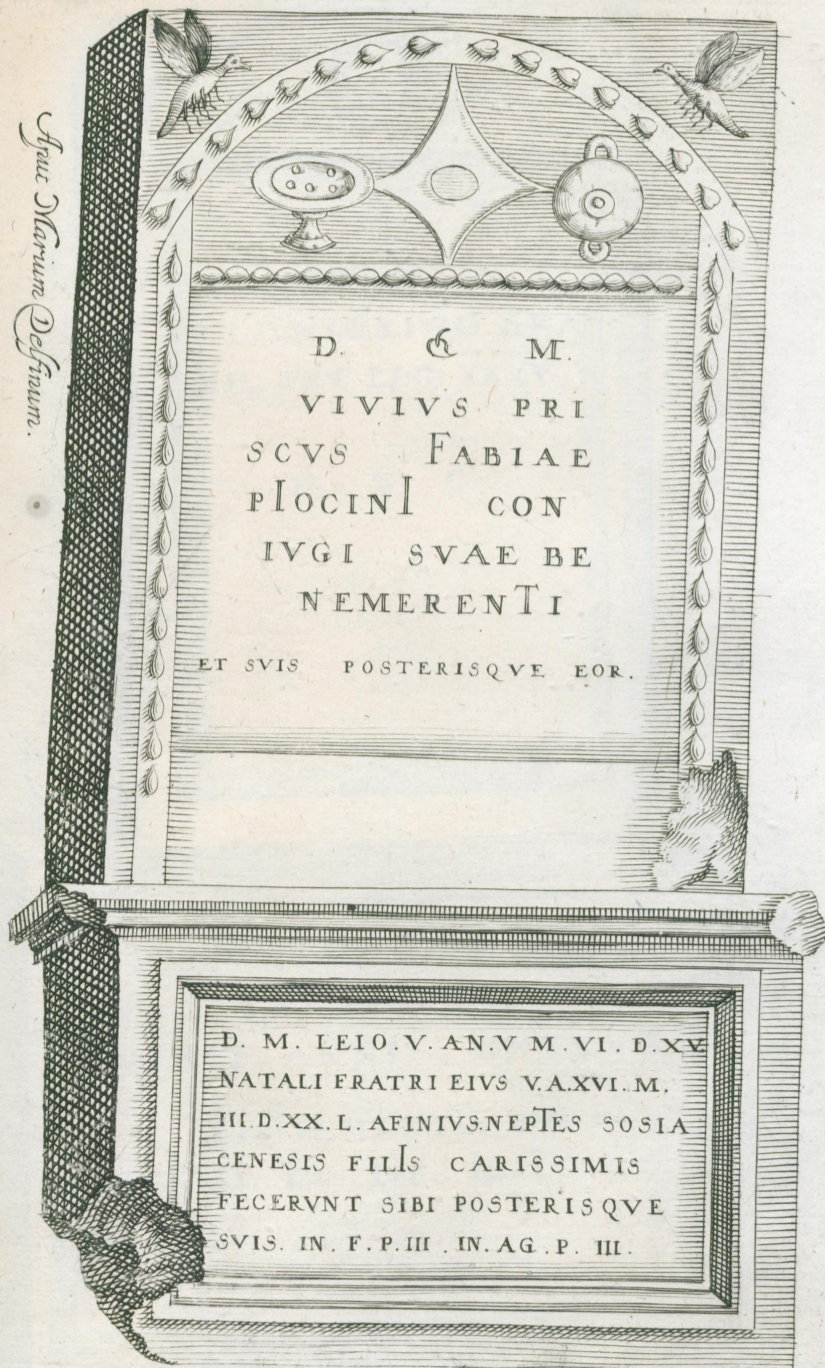 Aput Marium Delfinum.
D. & M.
VIVIVS PRI
SCVS FABIAE
PIOCINI CON
IVGI SVAE BE
NEMERENTI
ET SVIS POSTERISQVE EOR.
D. M. LEIO. V. AN. V M. VI. D. XV
NATALI FRATRI EIVS V. A. XVI. M.
III. D. XX. L. AFINIVS. NEPTES SOSIA
CENESIS FILIS CARISSIMIS
FECERVNT SIBI POSTERISQVE
SVIS. IN. F. P. III. IN. AG. P. III.